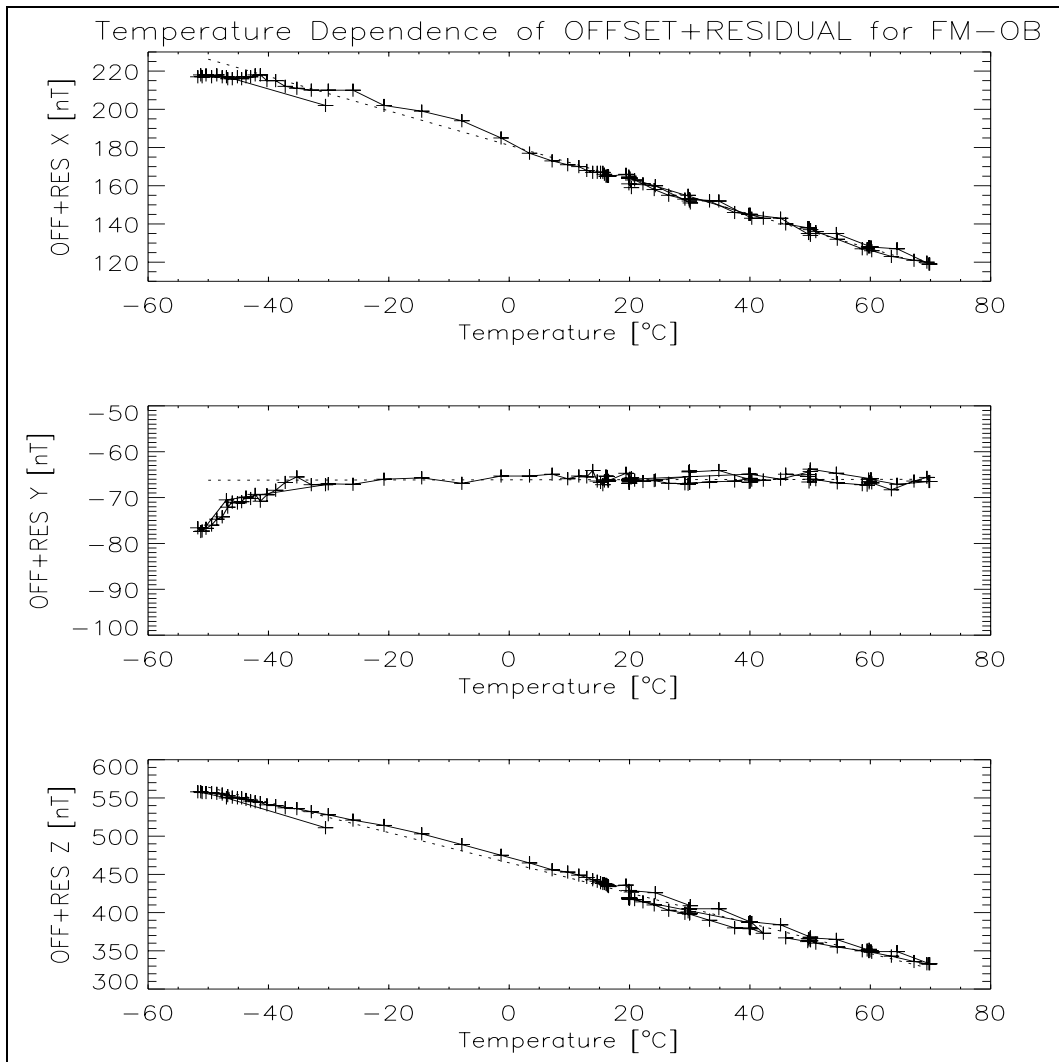 Temperature Dependence of OFFSET+RESIDUAL for FM−OB
OFF+RES X [nT]
220
200
180
160
140
120
−60 −40 −20 0 20 40 60 80
Temperature [°C]
OFF+RES Y [nT]
−50
−60
−70
−80
−90
−100
−60 −40 −20 0 20 40 60 80
Temperature [°C]
OFF+RES Z [nT]
600
550
500
450
400
350
300
−60 −40 −20 0 20 40 60 80
Temperature [°C]